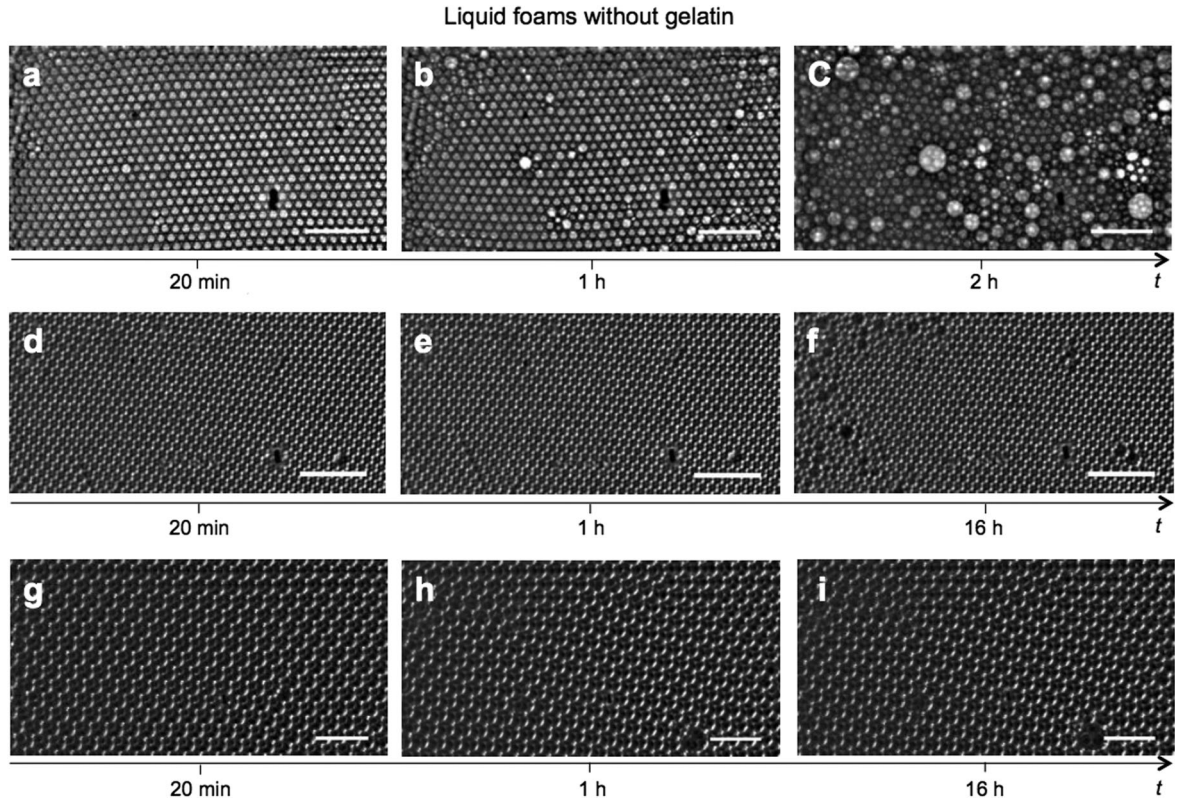 Liquid foams without gelatin
a b C
20 min 1 h 2 h t
d e f
20 min 1 h 16 h t
g h i
20 min 1 h 16 h t